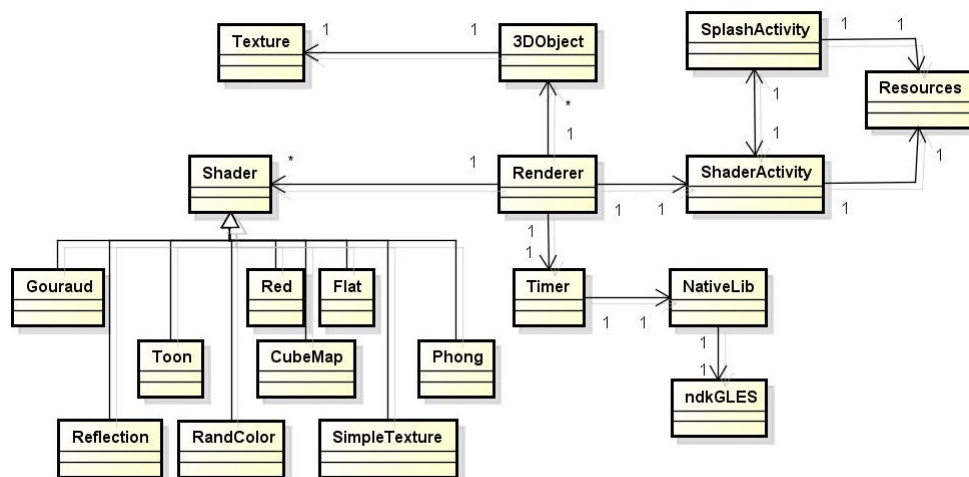 SplashActivity
1
1
Texture
1
1
3DObject
Resources
*
1
1
1
1
1
Shader
*
1
Renderer
1
1
ShaderActivity
1
1
1
Gouraud
Red
Flat
Timer
1
1
NativeLib
Toon
CubeMap
Phong
1
1
ndkGLES
Reflection
RandColor
SimpleTexture